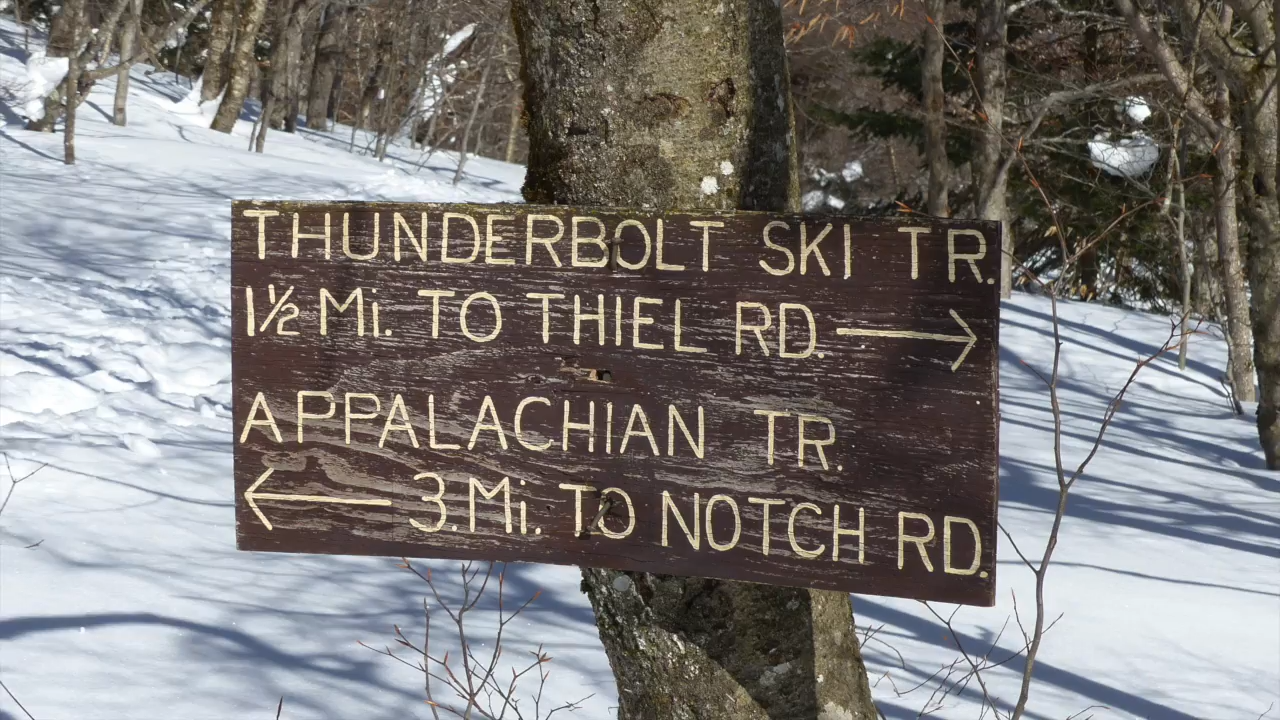 THUNDERBOLT SKI TR.
1½ Mi. TO THIEL RD. →
APPALACHIAN TR.
← 3.Mi. TO NOTCH RD.